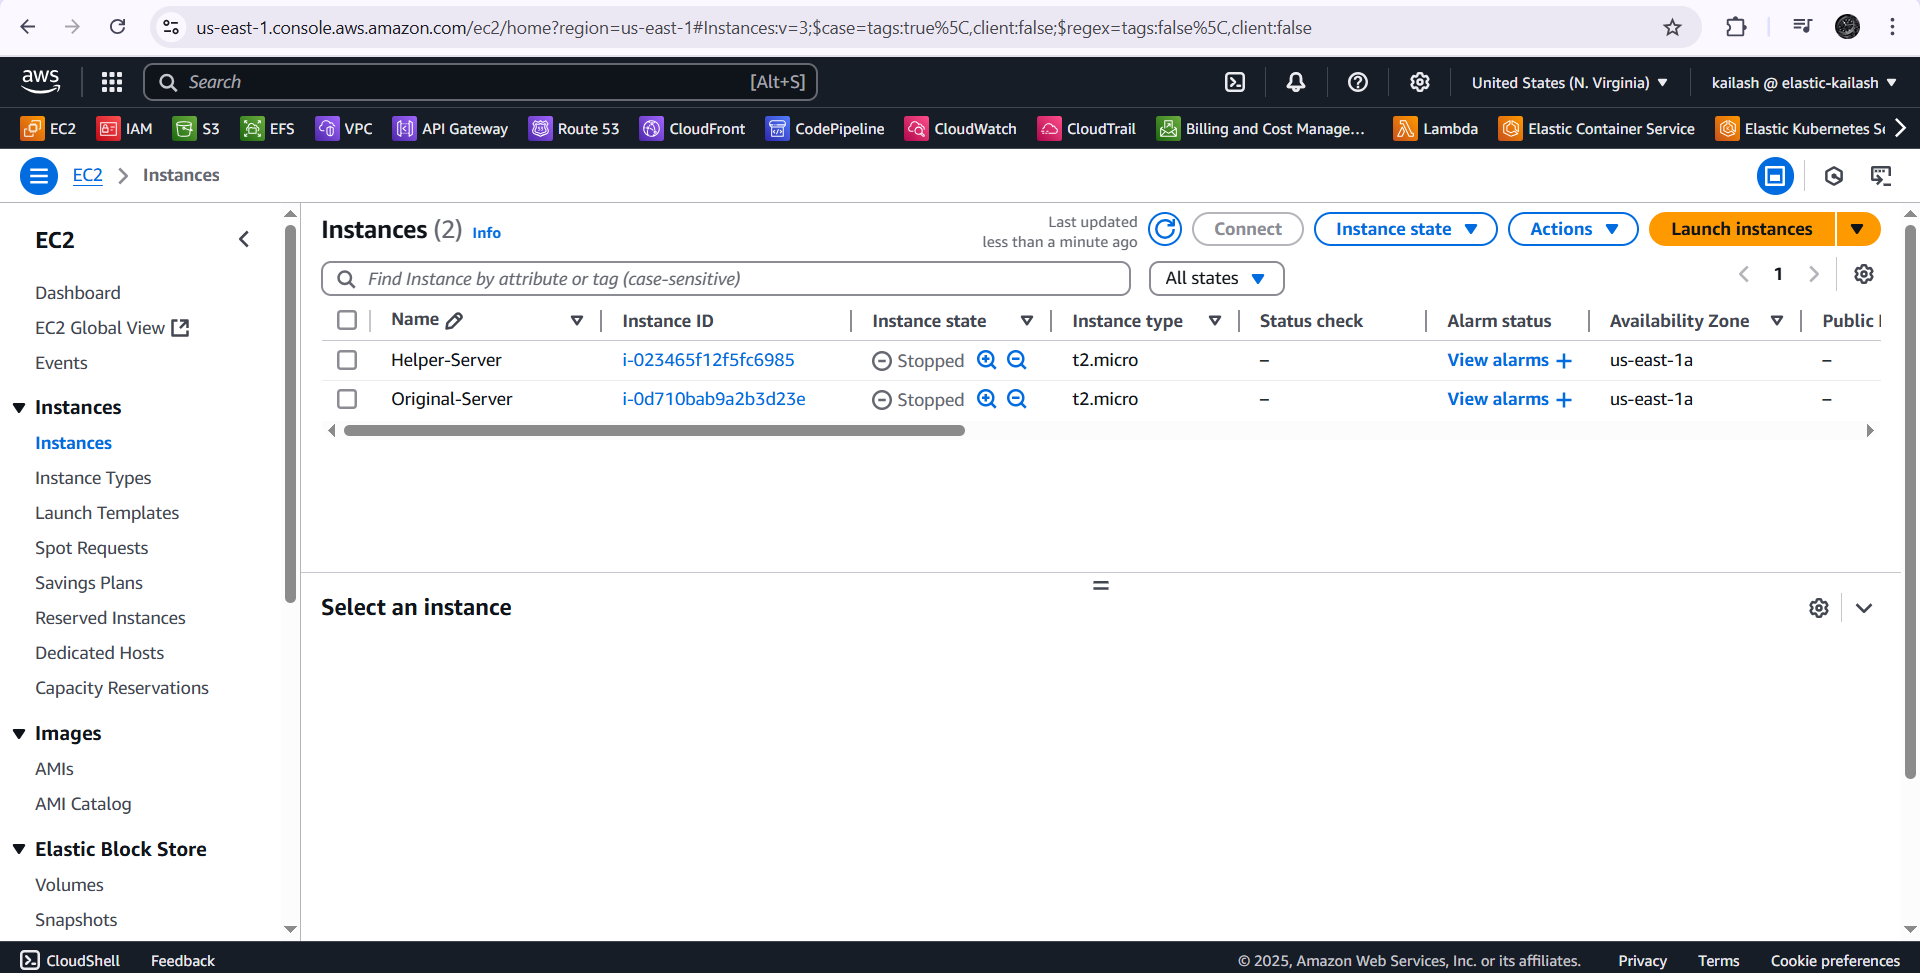 us-east-1.console.aws.amazon.com/ec2/home?region=us-east-1#Instances:v=3;$case=tags:true%5C,client:false;$regex=tags:false%5C,client:false
aws Search [Alt+S] United States (N. Virginia) kailash @ elastic-kailash
EC2 IAM S3 EFS VPC API Gateway Route 53 CloudFront CodePipeline CloudWatch CloudTrail Billing and Cost Manage... Lambda Elastic Container Service Elastic Kubernetes Se
EC2 Instances
EC2
Dashboard
EC2 Global View
Events
Instances
Instances
Instance Types
Launch Templates
Spot Requests
Savings Plans
Reserved Instances
Dedicated Hosts
Capacity Reservations
Images
AMIs
AMI Catalog
Elastic Block Store
Volumes
Snapshots
Instances (2) Info
Last updated
less than a minute ago
Connect Instance state Actions Launch instances
Find Instance by attribute or tag (case-sensitive) All states 1
Name Instance ID Instance state Instance type Status check Alarm status Availability Zone Public I
Helper-Server i-023465f12f5fc6985 Stopped t2.micro – View alarms + us-east-1a –
Original-Server i-0d710bab9a2b3d23e Stopped t2.micro – View alarms + us-east-1a –
Select an instance
CloudShell Feedback © 2025, Amazon Web Services, Inc. or its affiliates. Privacy Terms Cookie preferences